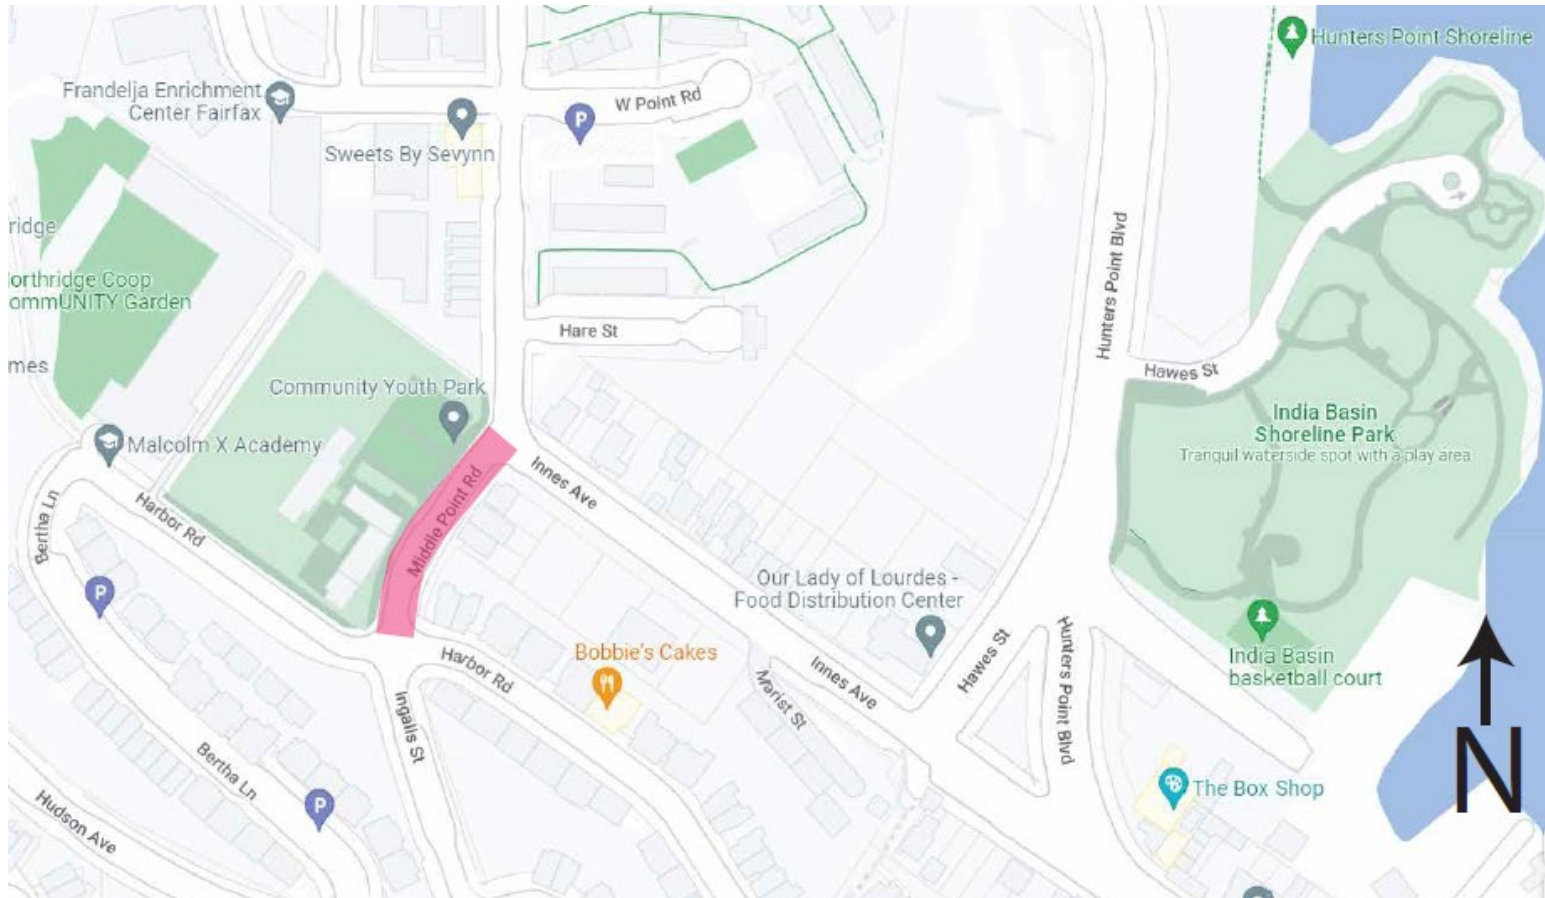 Hunters Point Shoreline
Frandelja Enrichment
Center Fairfax
W Point Rd
P
Sweets By Sevynn
ridge
orthridge Coop
ommUNITY Garden
Hunters Point Blvd
Hare St
mes
Hawes St
Community Youth Park
India Basin
Shoreline Park
Tranquil waterside spot with a play area
Malcolm X Academy
Middle Point Rd
Innes Ave
Harbor Rd
Bertha Ln
P
Our Lady of Lourdes -
Food Distribution Center
Hawes St
Hunters Point Blvd
India Basin
basketball court
Bobbie's Cakes
Harbor Rd
Innes Ave
Marist St
Ingalls St
Bertha Ln
P
The Box Shop
N
Hudson Ave